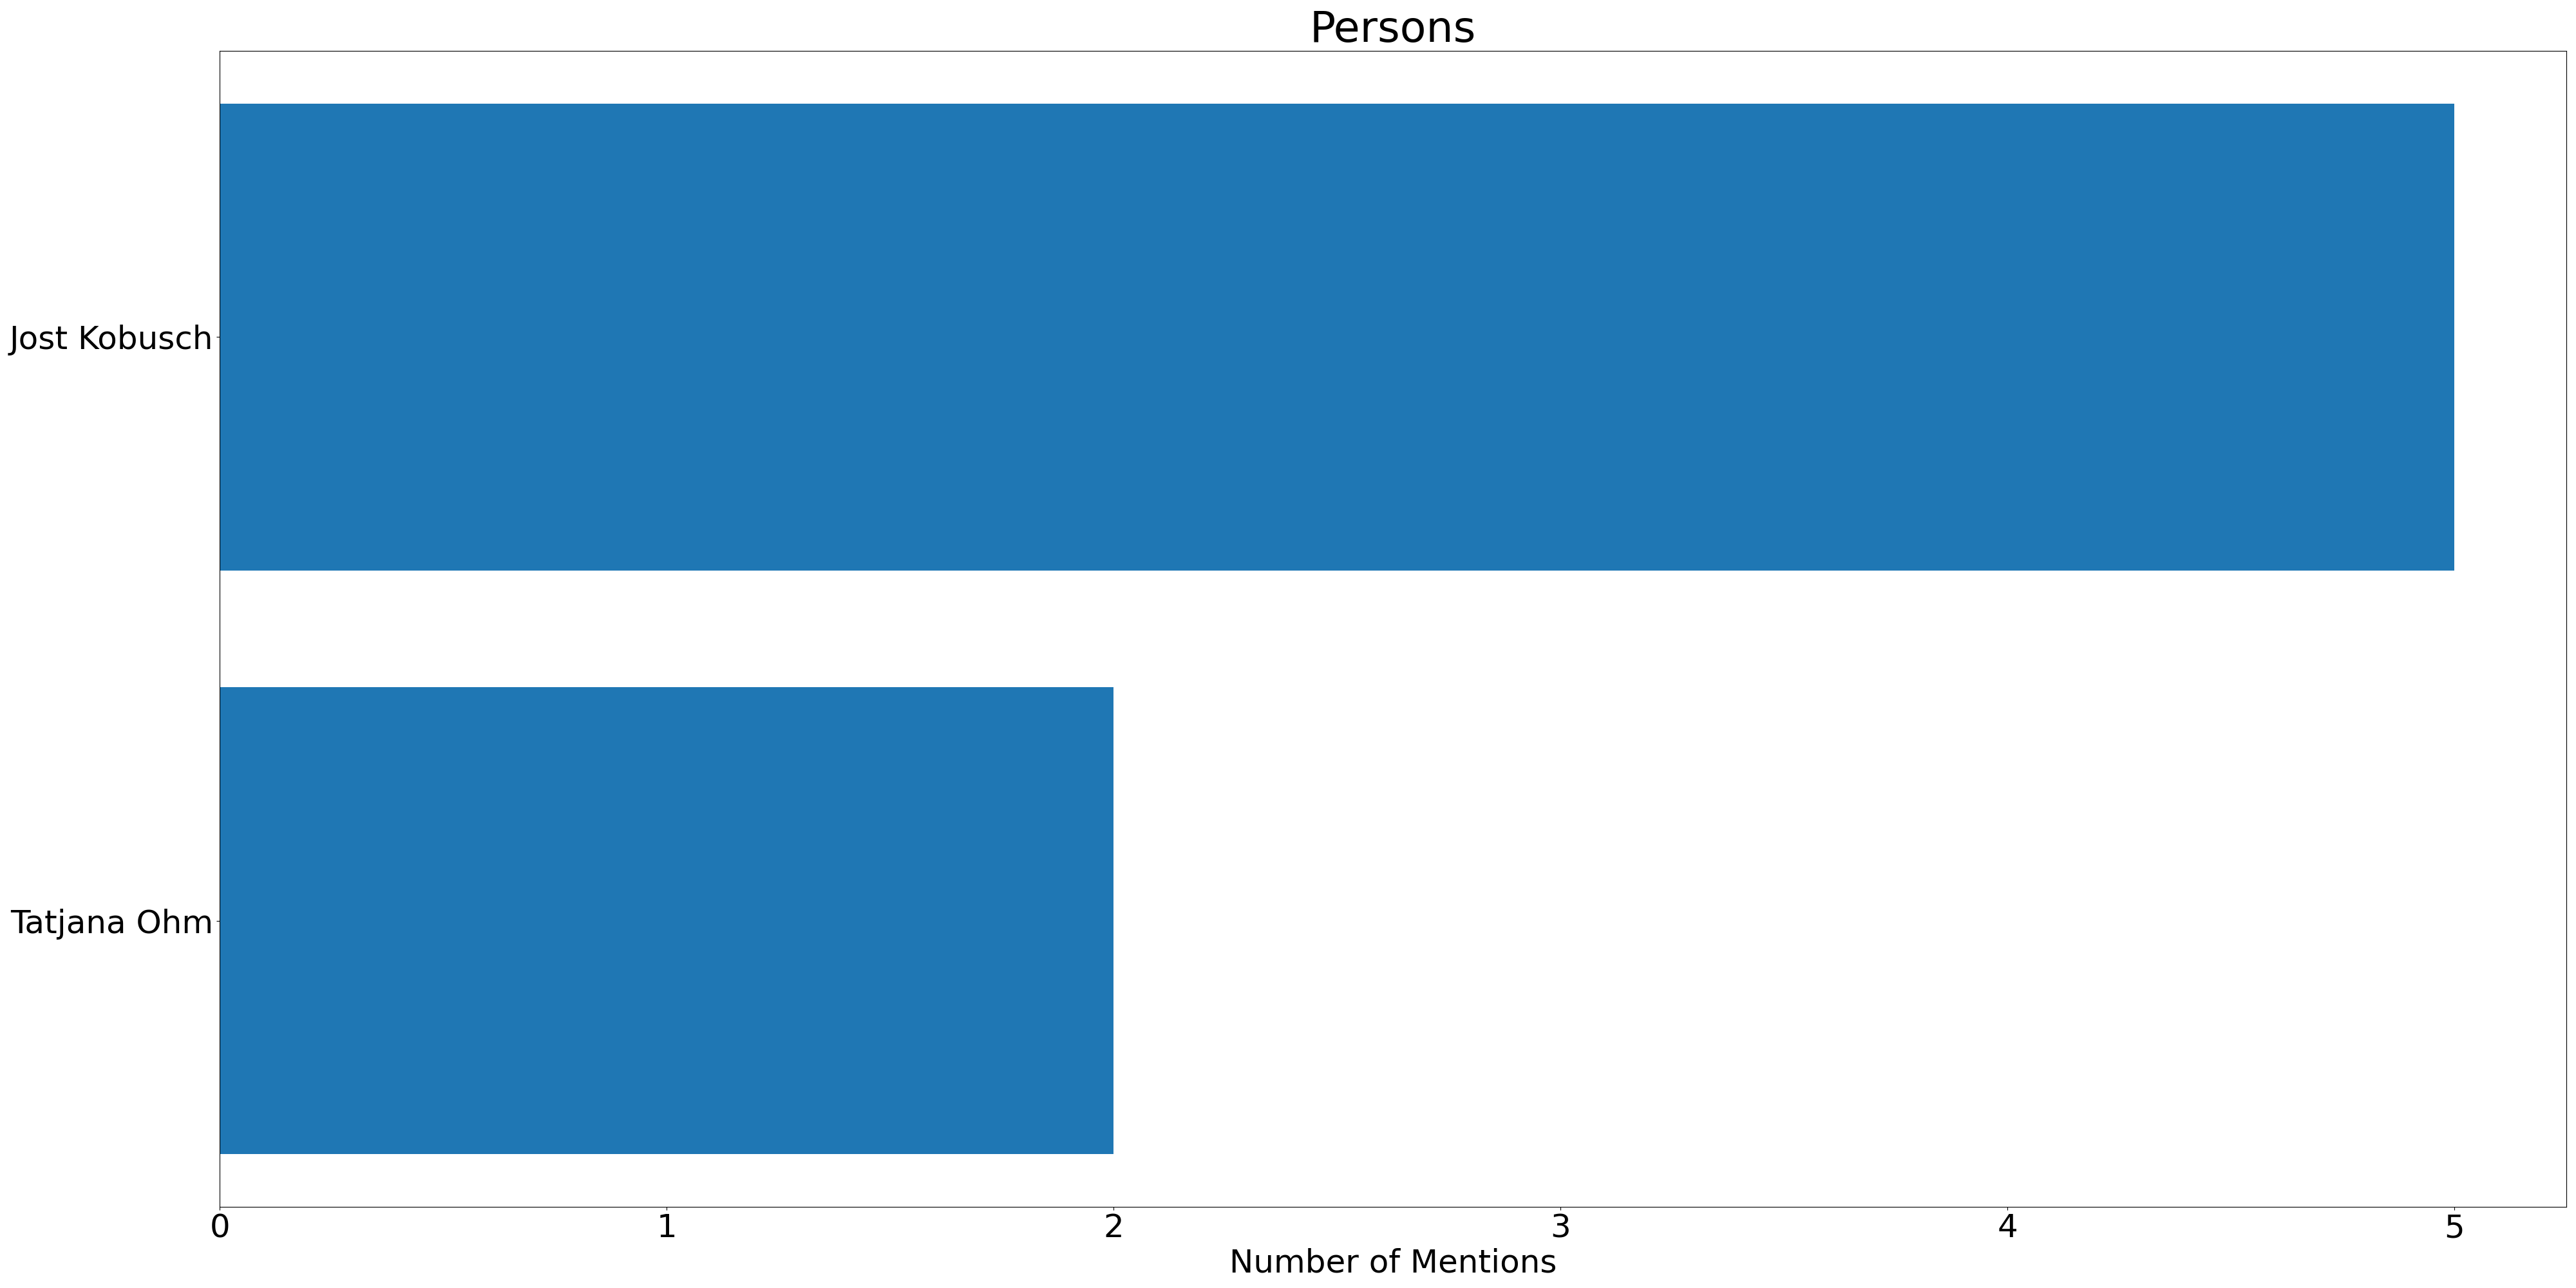 Persons
Jost Kobusch
Tatjana Ohm
0 1 2 3 4 5
Number of Mentions